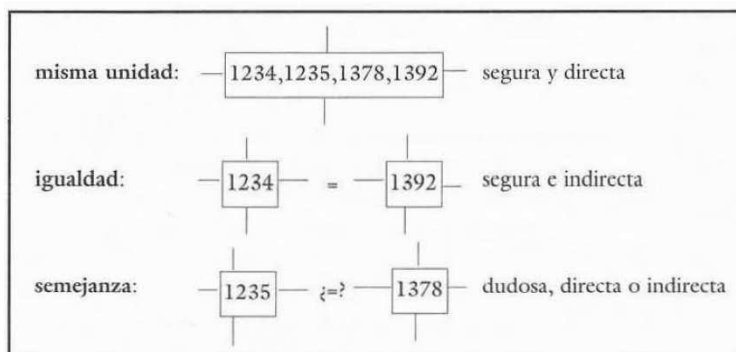 misma unidad: 1234,1235,1378,1392 segura y directa
igualdad: 1234 = 1392 segura e indirecta
semejanza: 1235 ¿=? 1378 dudosa, directa o indirecta